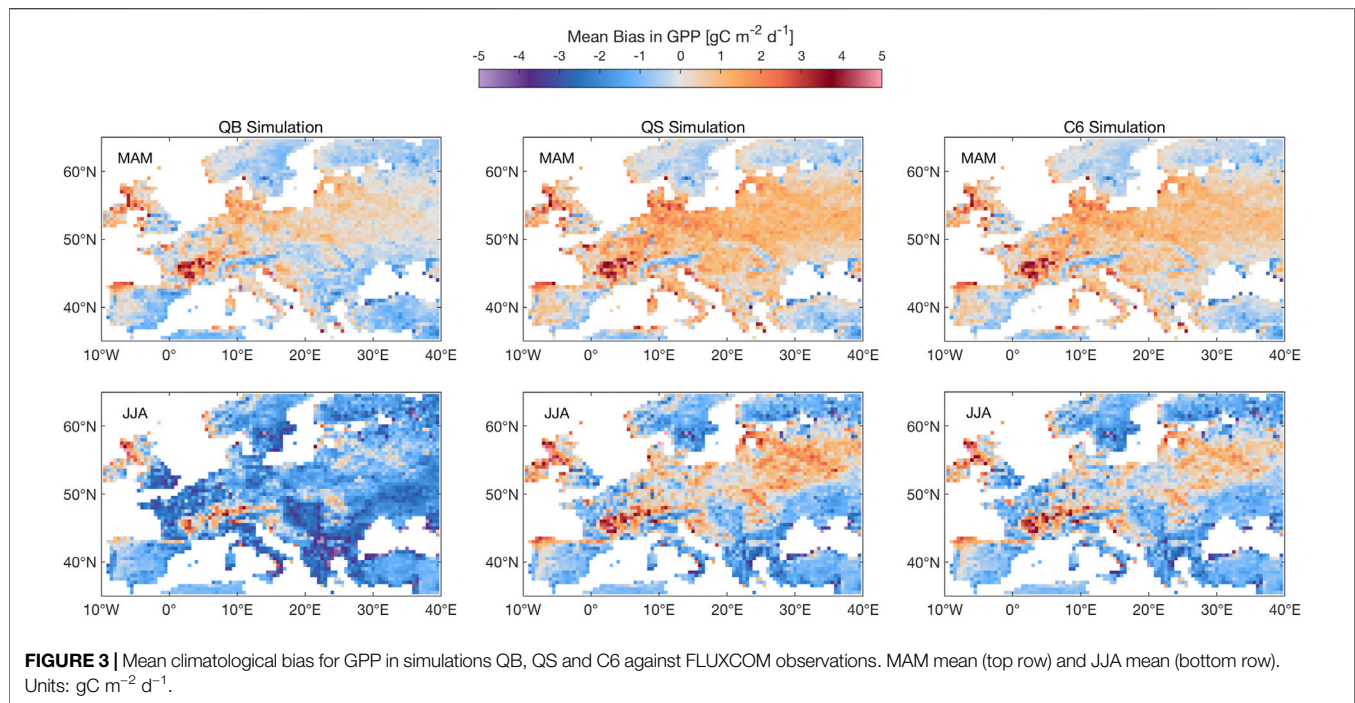 Mean Bias in GPP [gC m⁻² d⁻¹]
-5 -4 -3 -2 -1 0 1 2 3 4 5
QB Simulation QS Simulation C6 Simulation
MAM MAM MAM
60°N 60°N 60°N
50°N 50°N 50°N
40°N 40°N 40°N
10°W 0° 10°E 20°E 30°E 40°E 10°W 0° 10°E 20°E 30°E 40°E 10°W 0° 10°E 20°E 30°E 40°E
JJA JJA JJA
60°N 60°N 60°N
50°N 50°N 50°N
40°N 40°N 40°N
10°W 0° 10°E 20°E 30°E 40°E 10°W 0° 10°E 20°E 30°E 40°E 10°W 0° 10°E 20°E 30°E 40°E
FIGURE 3 | Mean climatological bias for GPP in simulations QB, QS and C6 against FLUXCOM observations. MAM mean (top row) and JJA mean (bottom row).
Units: gC m⁻² d⁻¹.